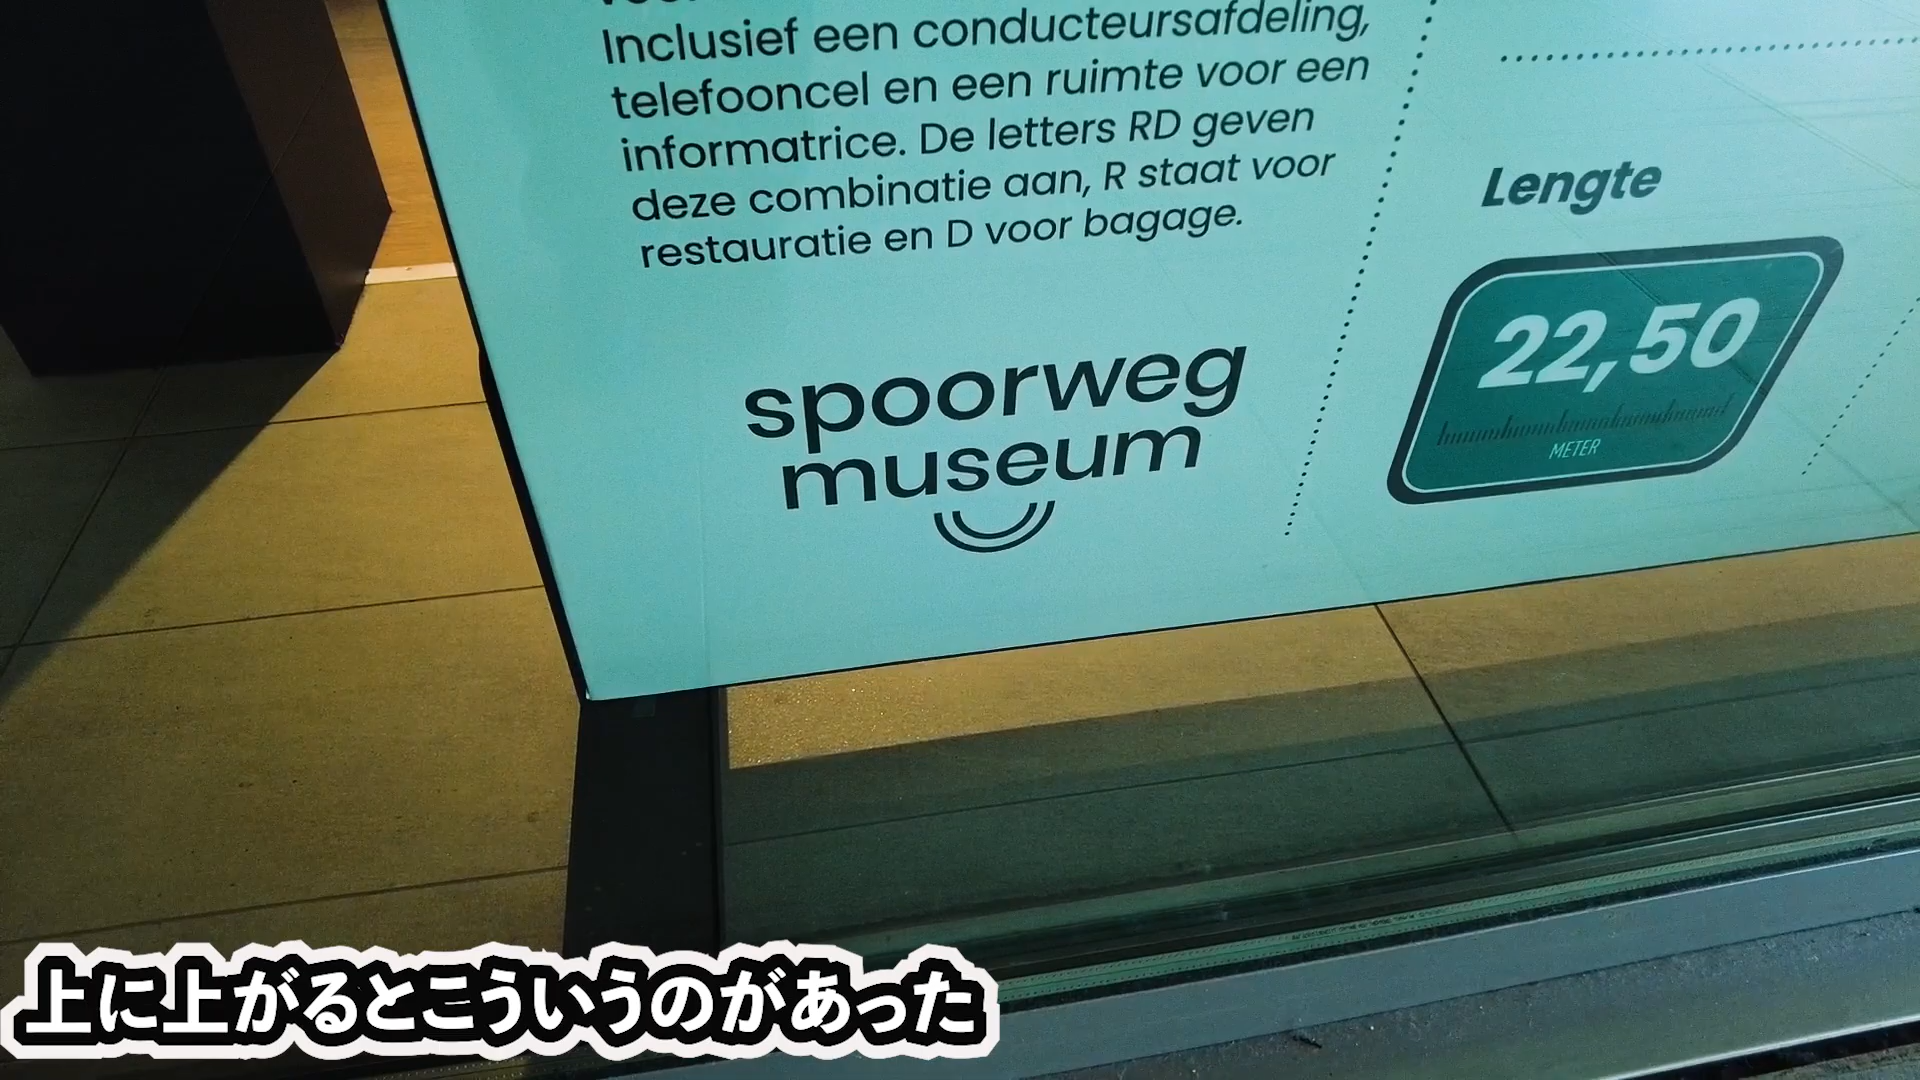 Inclusief een conducteursafdeling,
telefooncel en een ruimte voor een
informatrice. De letters RD geven
deze combinatie aan, R staat voor
restauratie en D voor bagage.
spoorweg
museum
Lengte
22,50
METER
上に上がるとこういうのがあった